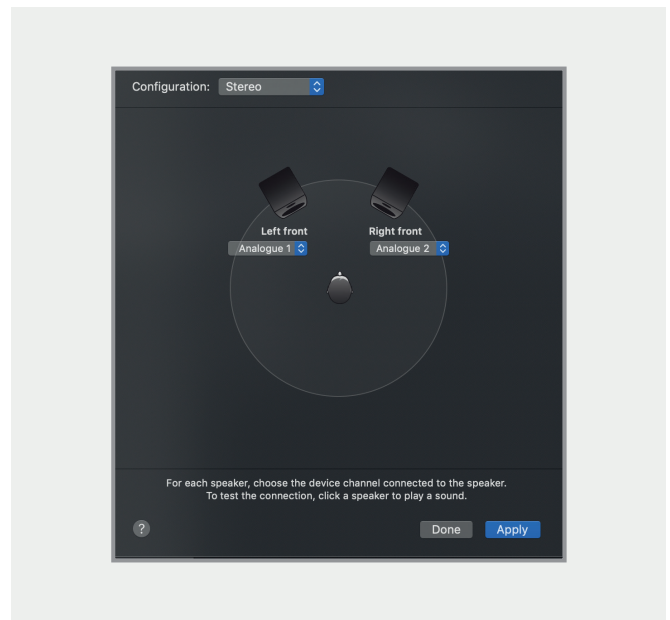 Configuration: Stereo
Left front Right front
Analogue 1 Analogue 2
For each speaker, choose the device channel connected to the speaker.
To test the connection, click a speaker to play a sound.
? Done Apply